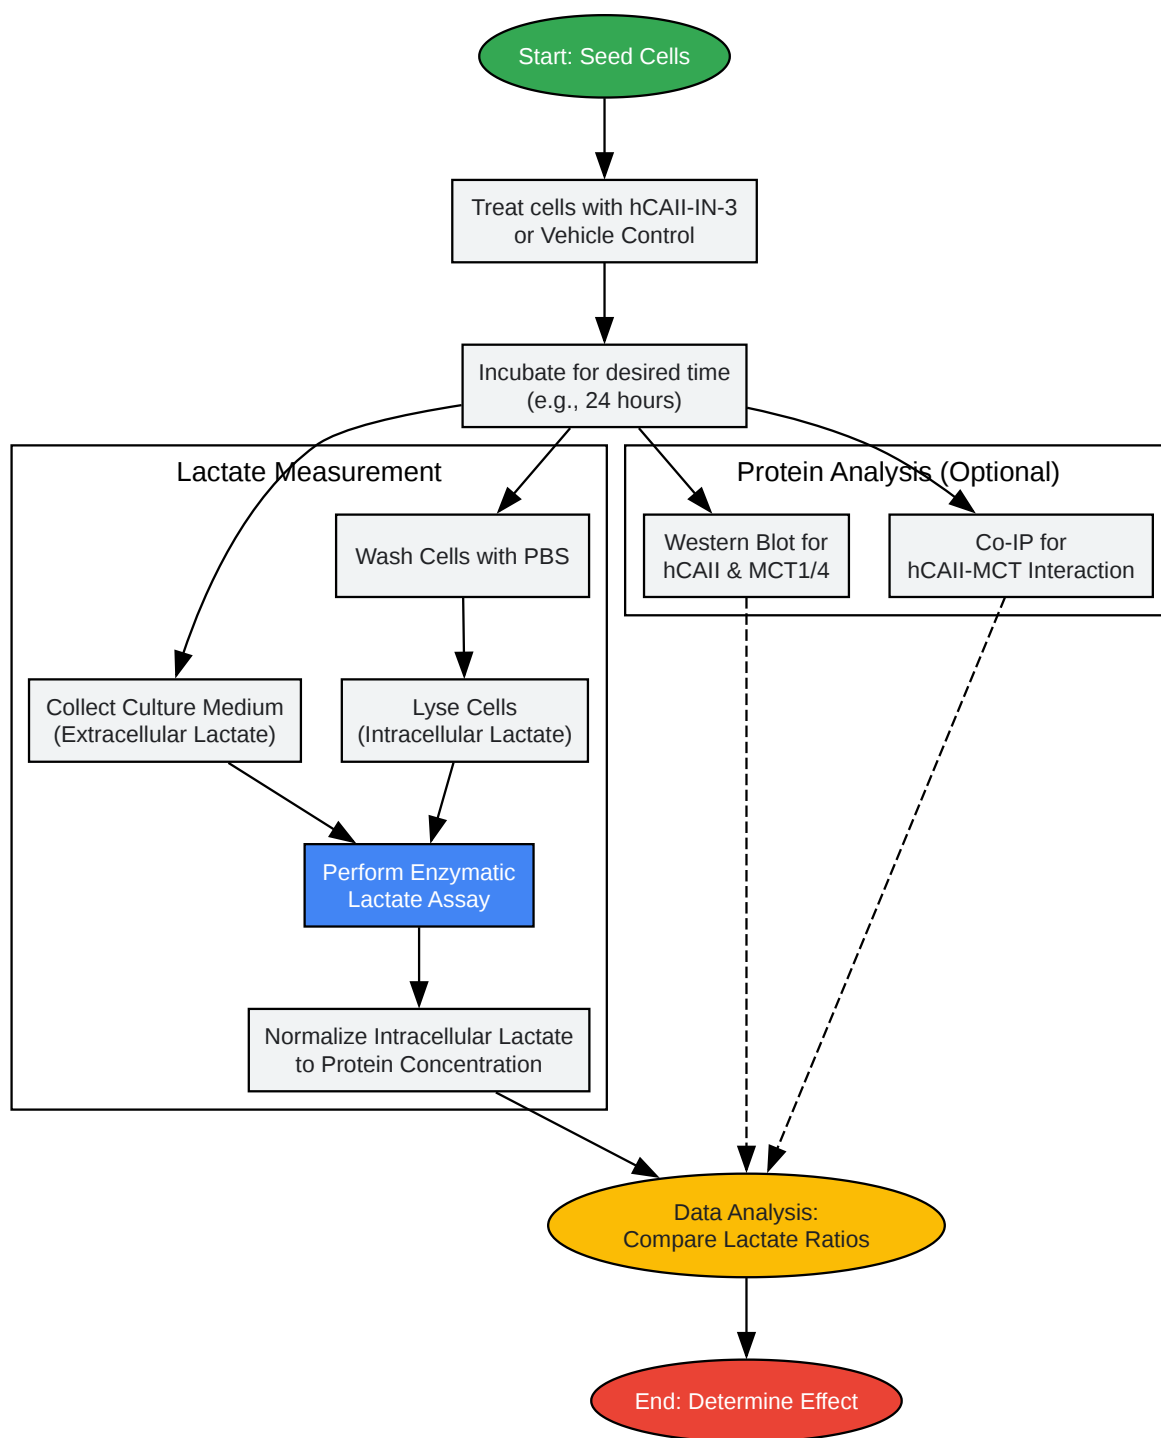 Start: Seed Cells
Treat cells with hCAII-IN-3
or Vehicle Control
Incubate for desired time
(e.g., 24 hours)
Lactate Measurement
Protein Analysis (Optional)
Wash Cells with PBS
Western Blot for
hCAII & MCT1/4
Co-IP for
hCAII-MCT Interaction
Collect Culture Medium
(Extracellular Lactate)
Lyse Cells
(Intracellular Lactate)
Perform Enzymatic
Lactate Assay
Normalize Intracellular Lactate
to Protein Concentration
Data Analysis:
Compare Lactate Ratios
End: Determine Effect